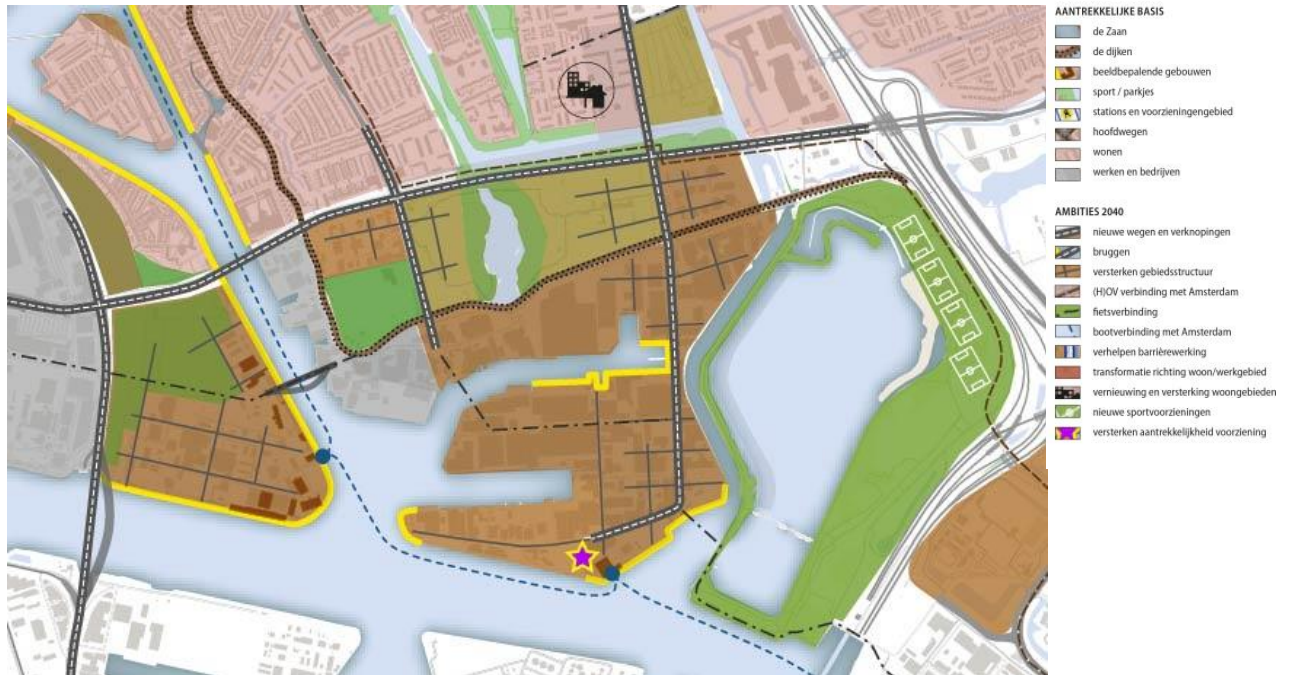 AANTREKKELIJKE BASIS
de Zaan
de dijken
beeldbepalende gebouwen
sport / parkjes
stations en voorzieningengebied
hoofdwegen
wonen
werken en bedrijven
AMBITIES 2040
nieuwe wegen en verknopingen
bruggen
versterken gebiedsstructuur
(H)OV verbinding met Amsterdam
fietsverbinding
bootverbinding met Amsterdam
verhelpen barrièrewerking
transformatie richting woon/werkgebied
vernieuwing en versterking woongebieden
nieuwe sportvoorzieningen
versterken aantrekkelijkheid voorziening